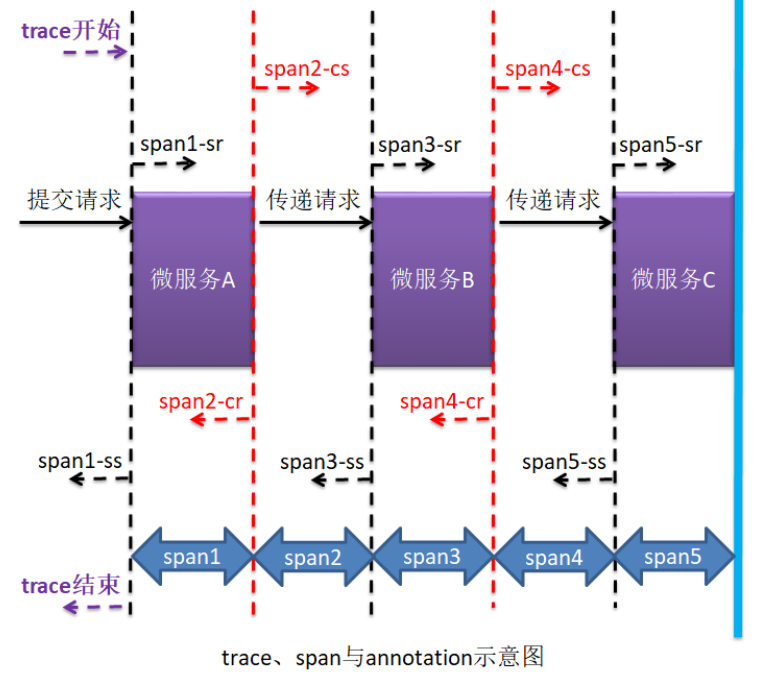 trace开始
span2-cs
span4-cs
span1-sr
span3-sr
span5-sr
提交请求
传递请求
传递请求
微服务A
微服务B
微服务C
span2-cr
span4-cr
span1-ss
span3-ss
span5-ss
span1
span2
span3
span4
span5
trace结束
trace、span与annotation示意图